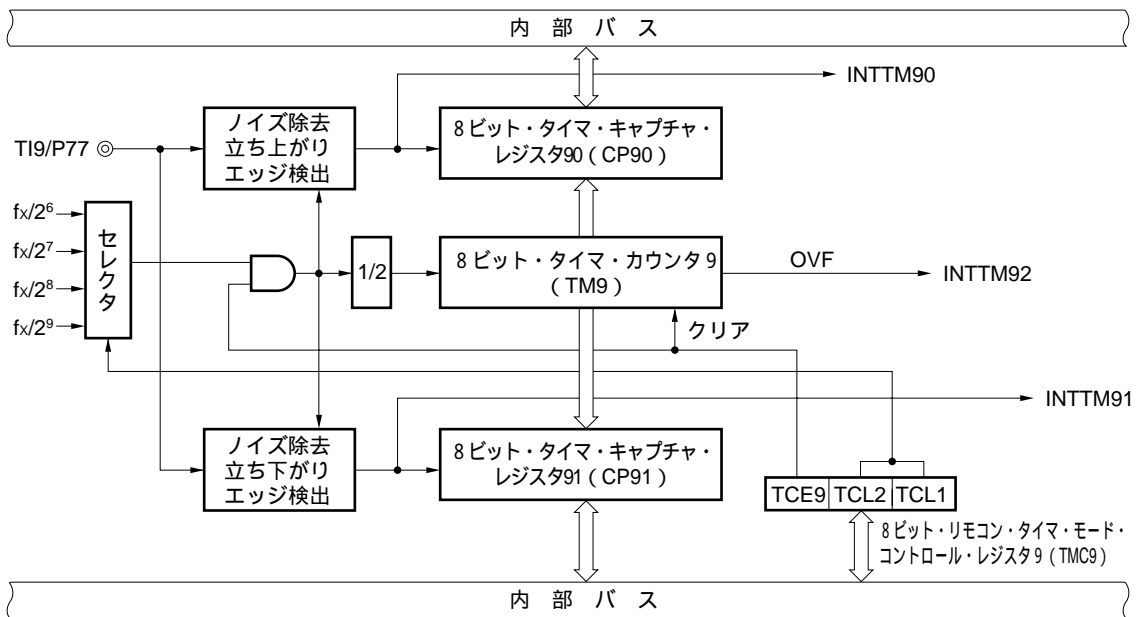 内 部 バ ス
INTTM90
ノイズ除去
立ち上がり
エッジ検出
8ビット・タイマ・キャプチャ・
レジスタ90(CP90)
TI9/P77
fx/2⁶
fx/2⁷
fx/2⁸
fx/2⁹
セレクタ
1/2
8ビット・タイマ・カウンタ9
(TM9)
OVF
INTTM92
クリア
INTTM91
ノイズ除去
立ち下がり
エッジ検出
8ビット・タイマ・キャプチャ・
レジスタ91(CP91)
TCE9 TCL2 TCL1
8ビット・リモコン・タイマ・モード・
コントロール・レジスタ9(TMC9)
内 部 バ ス